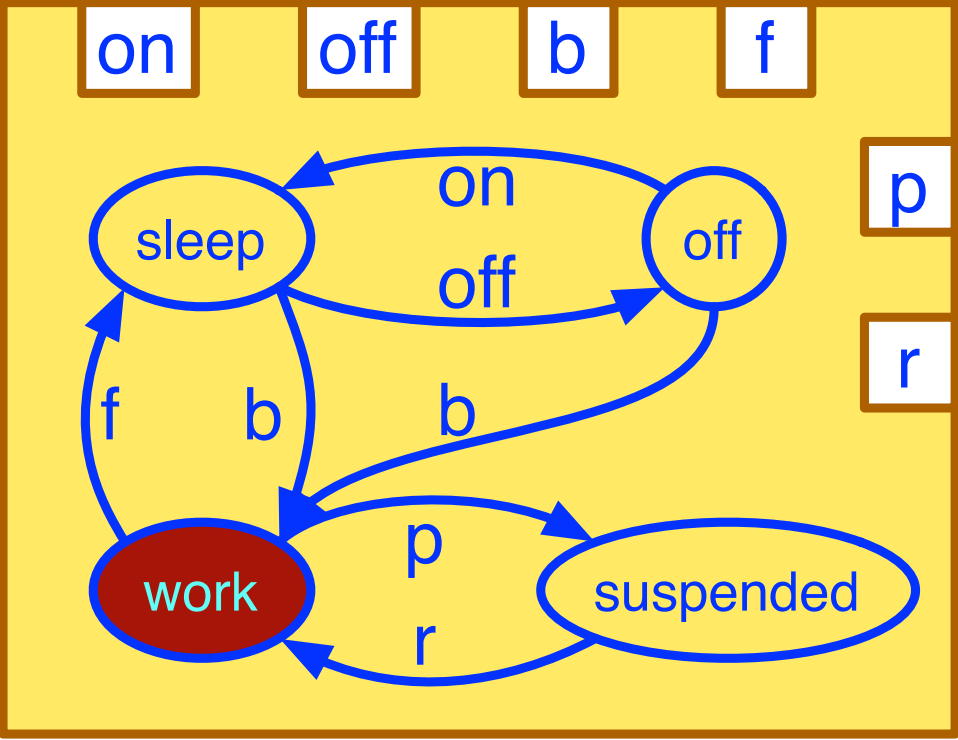 on off b f
p
on
sleep off
off
r
f b b
p
work suspended
r